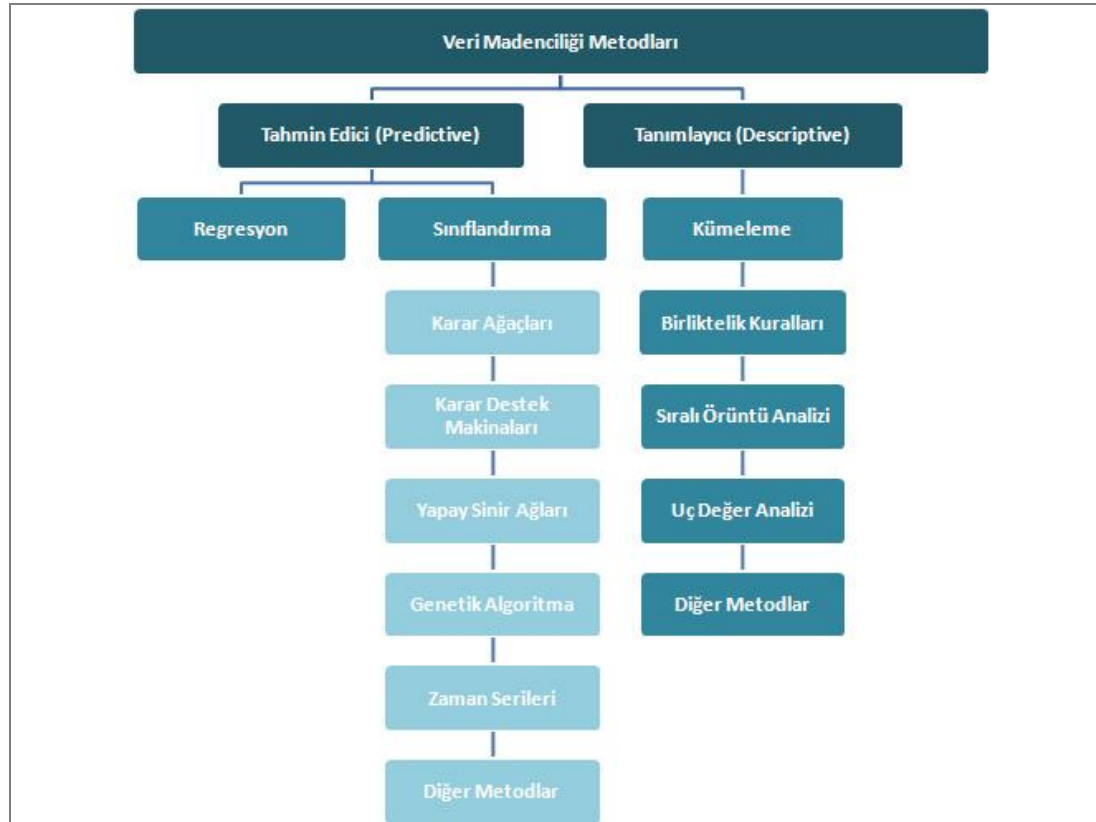 Veri Madenciliği Metodları
Tahmin Edici (Predictive)
Tanımlayıcı (Descriptive)
Regresyon
Sınıflandırma
Kümeleme
Karar Ağaçları
Birliktelik Kuralları
Karar Destek
Makinaları
Sıralı Örüntü Analizi
Yapay Sinir Ağları
Uç Değer Analizi
Genetik Algoritma
Diğer Metodlar
Zaman Serileri
Diğer Metodlar